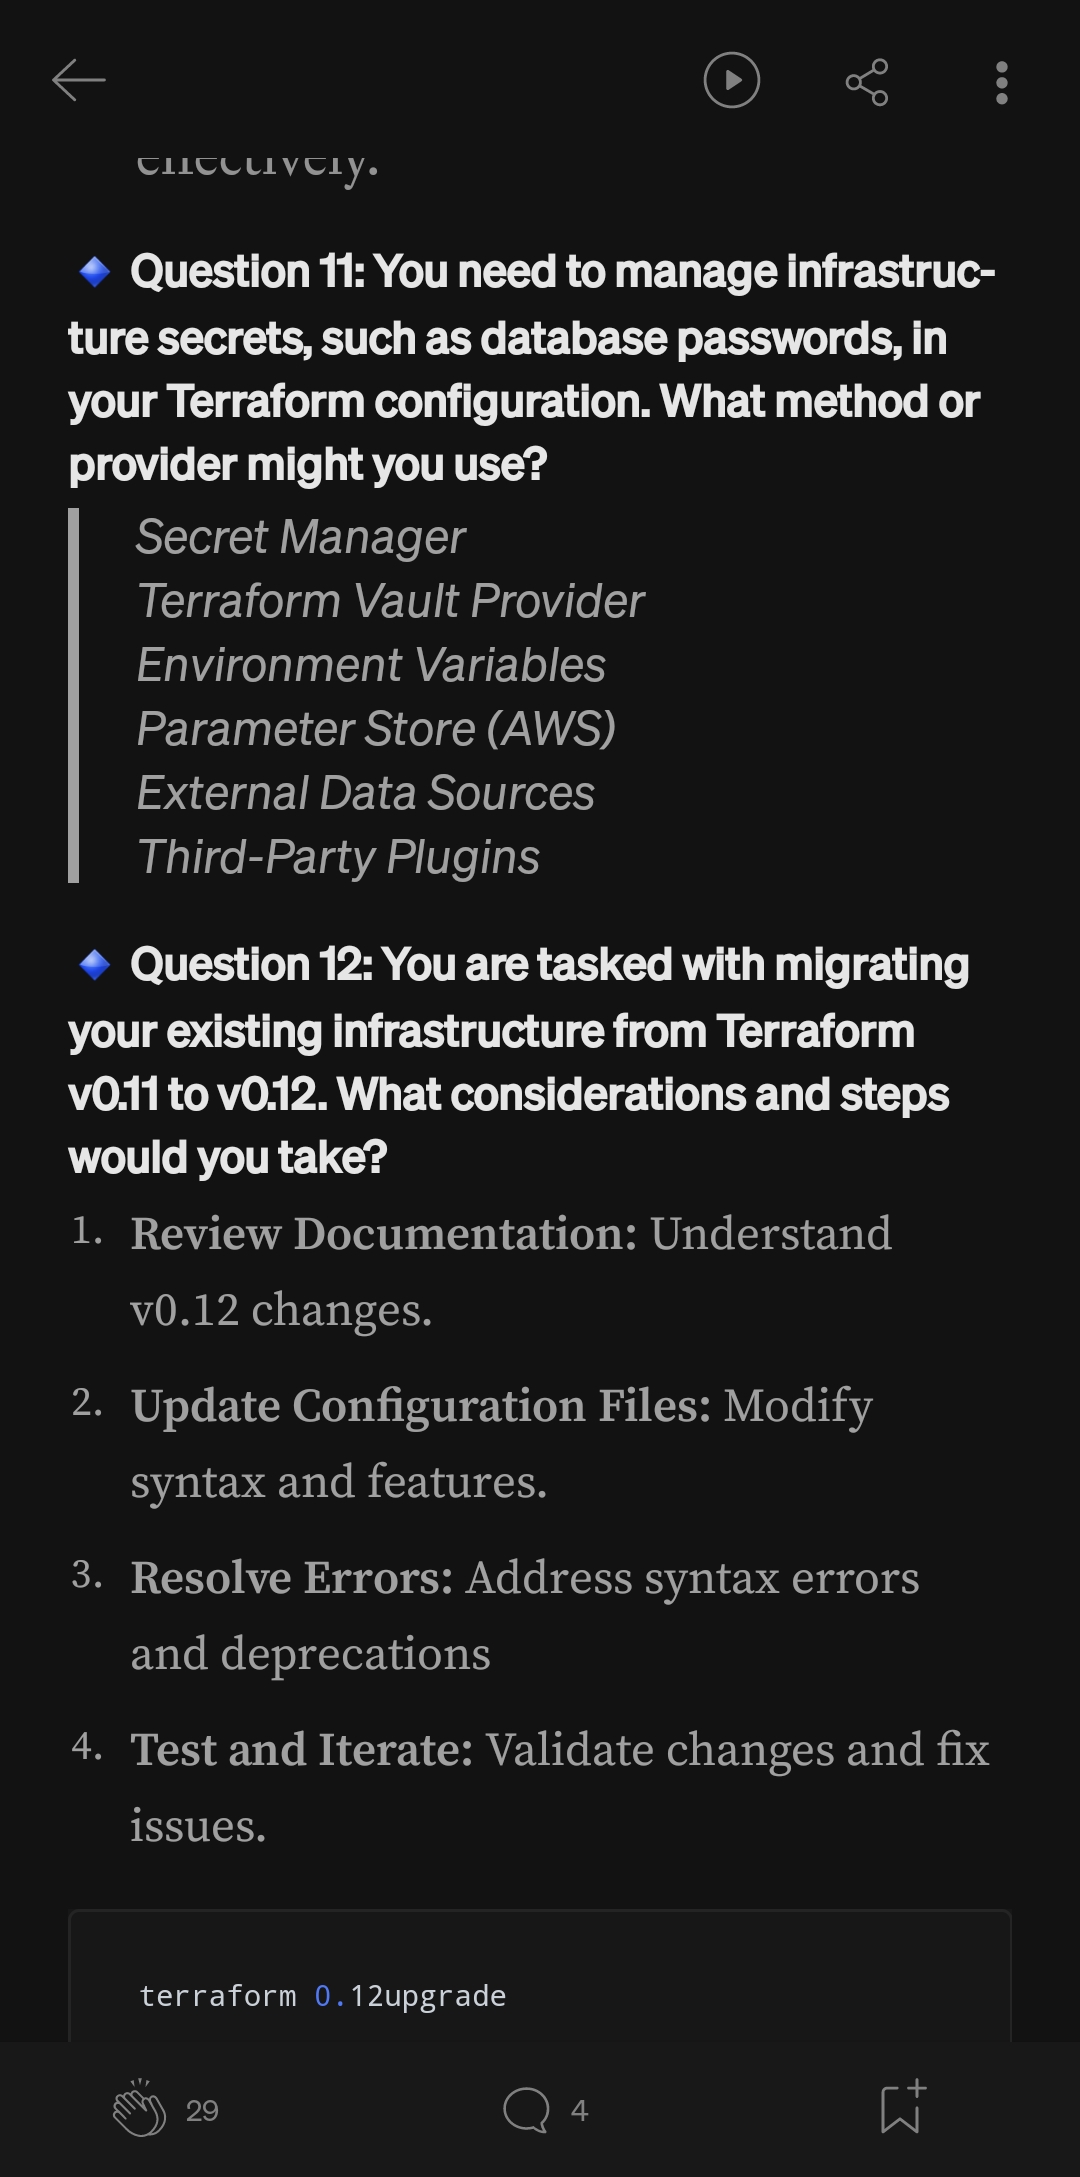 effectively.
Question 11: You need to manage infrastruc-
ture secrets, such as database passwords, in
your Terraform configuration. What method or
provider might you use?
Secret Manager
Terraform Vault Provider
Environment Variables
Parameter Store (AWS)
External Data Sources
Third-Party Plugins
Question 12: You are tasked with migrating
your existing infrastructure from Terraform
v0.11 to v0.12. What considerations and steps
would you take?
1. Review Documentation: Understand
v0.12 changes.
2. Update Configuration Files: Modify
syntax and features.
3. Resolve Errors: Address syntax errors
and deprecations
4. Test and Iterate: Validate changes and fix
issues.
terraform 0.12upgrade
29 4